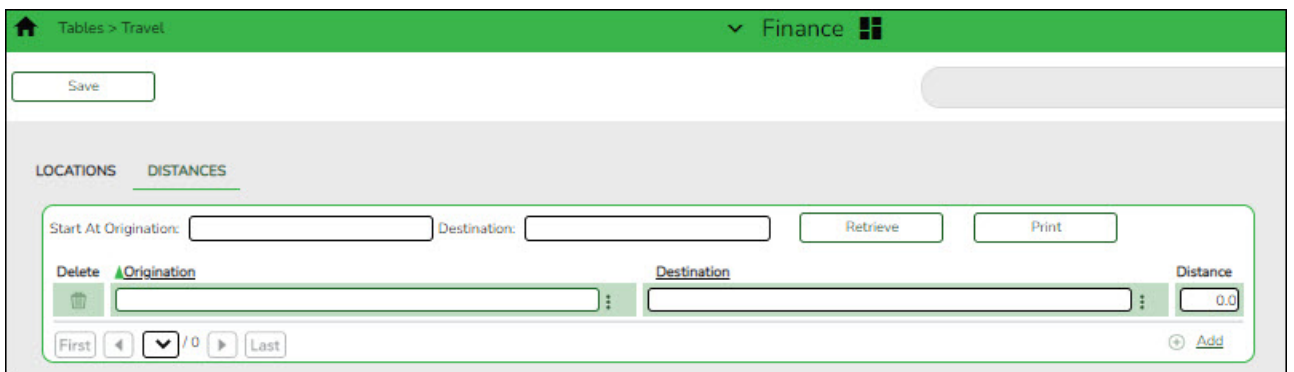 Tables > Travel Finance
Save
LOCATIONS DISTANCES
Start At Origination: Destination: Retrieve Print
Delete Origination Destination Distance
0.0
First / 0 Last Add